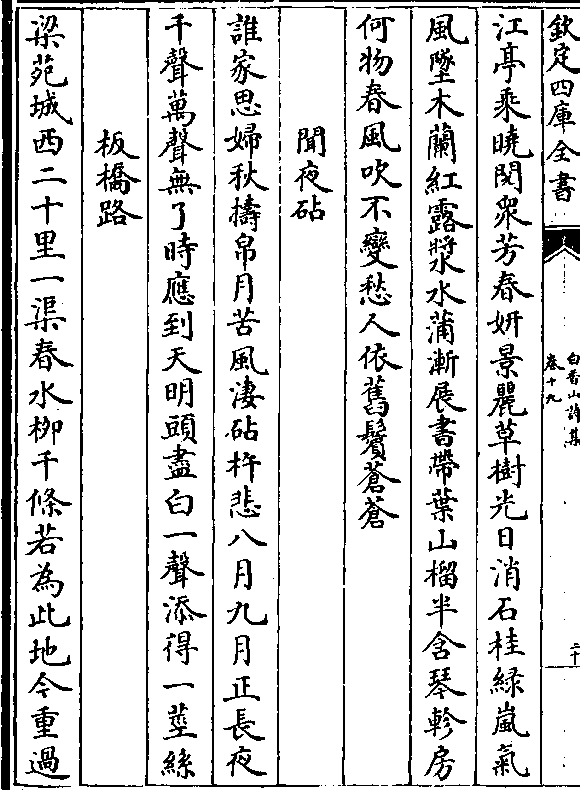 欽定四庫全書
白香山詩集
卷十九
二十
江亭乘曉閱衆芳春妍景麗草樹光日消石桂綠嵐氣
風墜木蘭紅露漿水蒲漸展書帶葉山榴半含琴軫房
何物春風吹不變愁人依舊鬢蒼蒼
聞夜砧
誰家思婦秋擣帛月苦風淒砧杵悲八月九月正長夜
千聲萬聲無了時應到天明頭盡白一聲添得一莖絲
板橋路
梁苑城西二十里一渠春水栁千條若為此地今重過